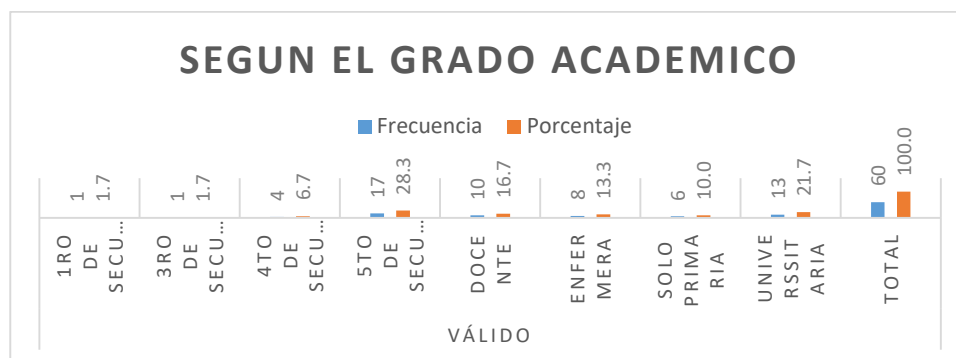 SEGUN EL GRADO ACADEMICO
Frecuencia Porcentaje
1 1.7 1 1.7 4 6.7 17 28.3 10 16.7 8 13.3 6 10.0 13 21.7 60 100.0
1RO
DE
SECU...
3RO
DE
SECU...
4TO
DE
SECU...
5TO
DE
SECU...
DOCE
NTE
ENFER
MERA
SOLO
PRIMA
RIA
UNIVE
RSSIT
ARIA
TOTAL
VÁLIDO